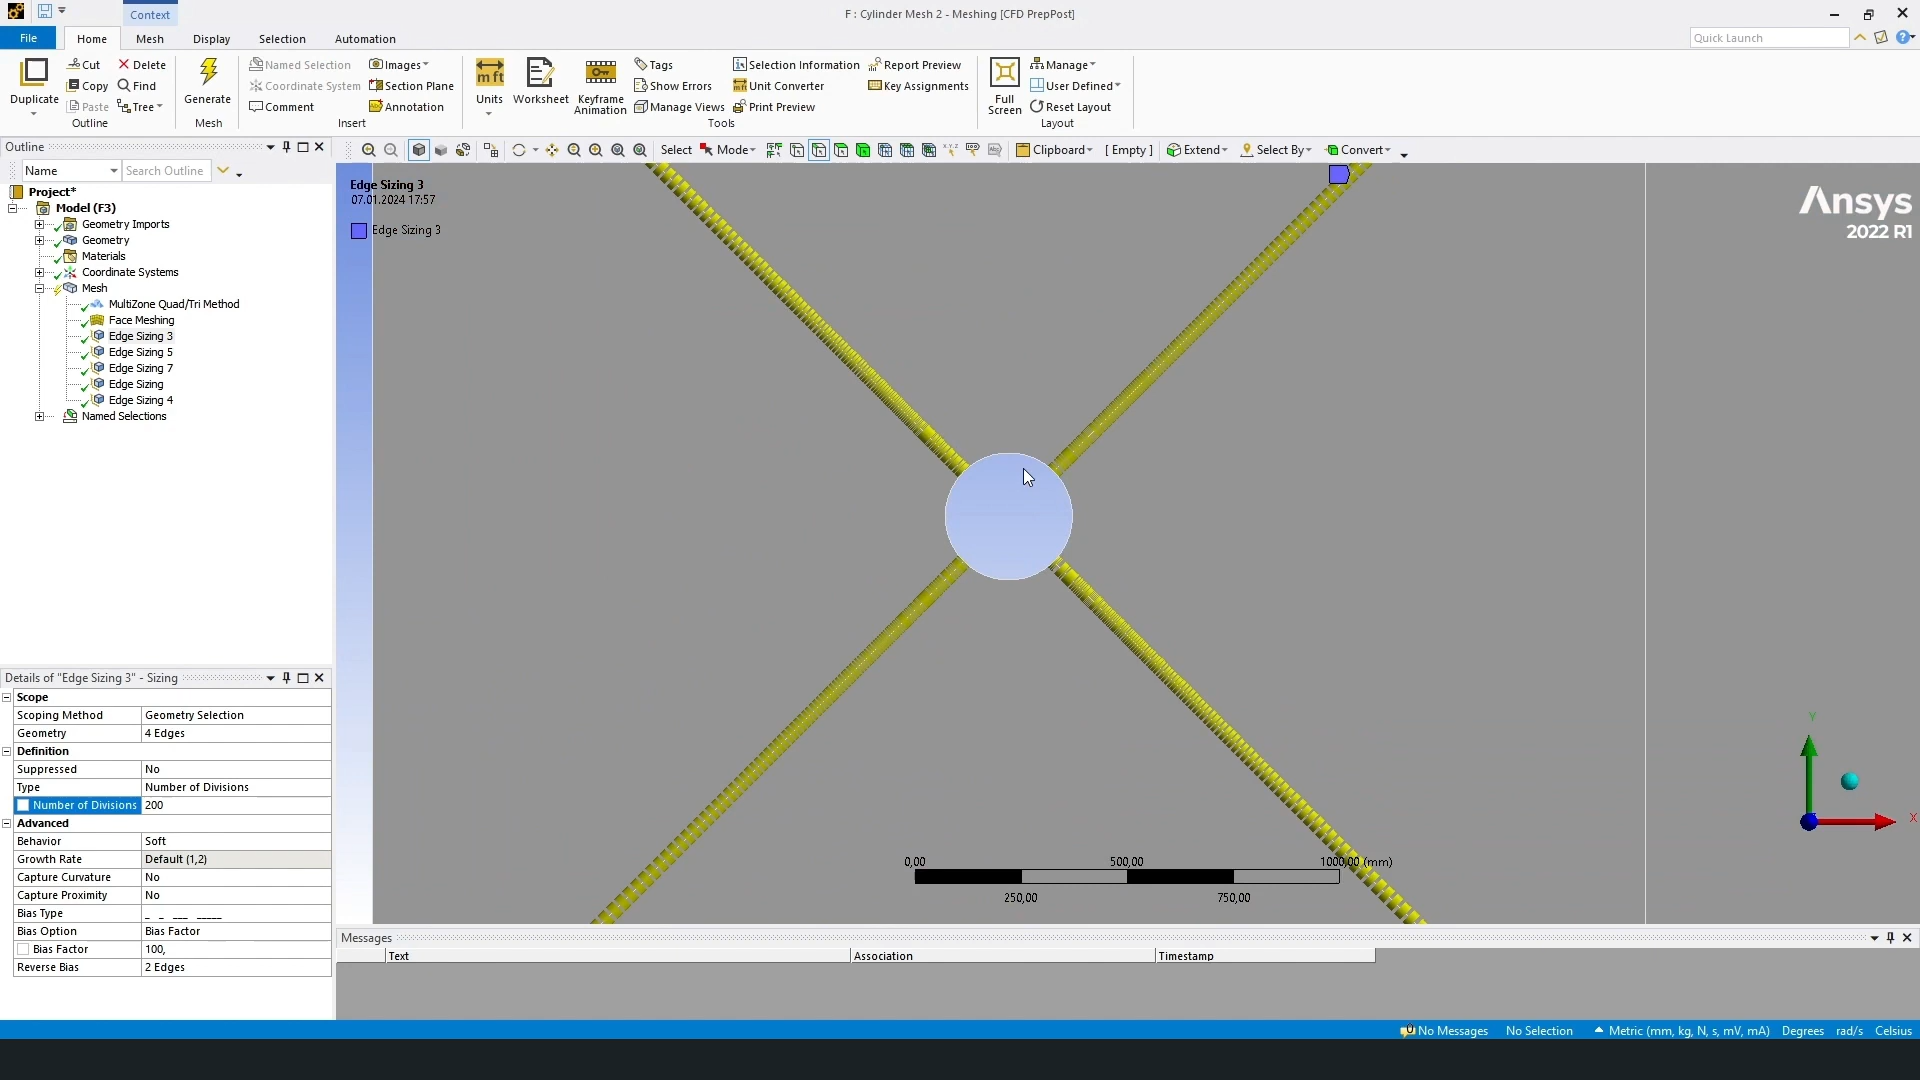 Context
F : Cylinder Mesh 2 - Meshing [CFD PrepPost]
File
Home
Mesh
Display
Selection
Automation
Quick Launch
Duplicate
Cut
Copy
Paste
Delete
Find
Tree
Outline
Generate
Mesh
Named Selection
Coordinate System
Comment
Images
Section Plane
Annotation
Insert
Units
Worksheet
Keyframe
Animation
Tags
Show Errors
Manage Views
Selection Information
Unit Converter
Print Preview
Report Preview
Key Assignments
Tools
Full
Screen
Manage
User Defined
Reset Layout
Layout
Outline
Name
Search Outline
Select
Mode
Clipboard
[ Empty ]
Extend
Select By
Convert
Project*
Model (F3)
Geometry Imports
Geometry
Materials
Coordinate Systems
Mesh
MultiZone Quad/Tri Method
Face Meshing
Edge Sizing 3
Edge Sizing 5
Edge Sizing 7
Edge Sizing
Edge Sizing 4
Named Selections
Edge Sizing 3
07.01.2024 17:57
Edge Sizing 3
Ansys
2022 R1
Y
X
0,00
500,00
1000,00 (mm)
250,00
750,00
Details of "Edge Sizing 3" - Sizing
Scope
Scoping Method Geometry Selection
Geometry 4 Edges
Definition
Suppressed No
Type Number of Divisions
Number of Divisions 200
Advanced
Behavior Soft
Growth Rate Default (1,2)
Capture Curvature No
Capture Proximity No
Bias Type _ _ ___ _____
Bias Option Bias Factor
Bias Factor 100,
Reverse Bias 2 Edges
Messages
Text
Association
Timestamp
No Messages
No Selection
Metric (mm, kg, N, s, mV, mA)
Degrees
rad/s
Celsius